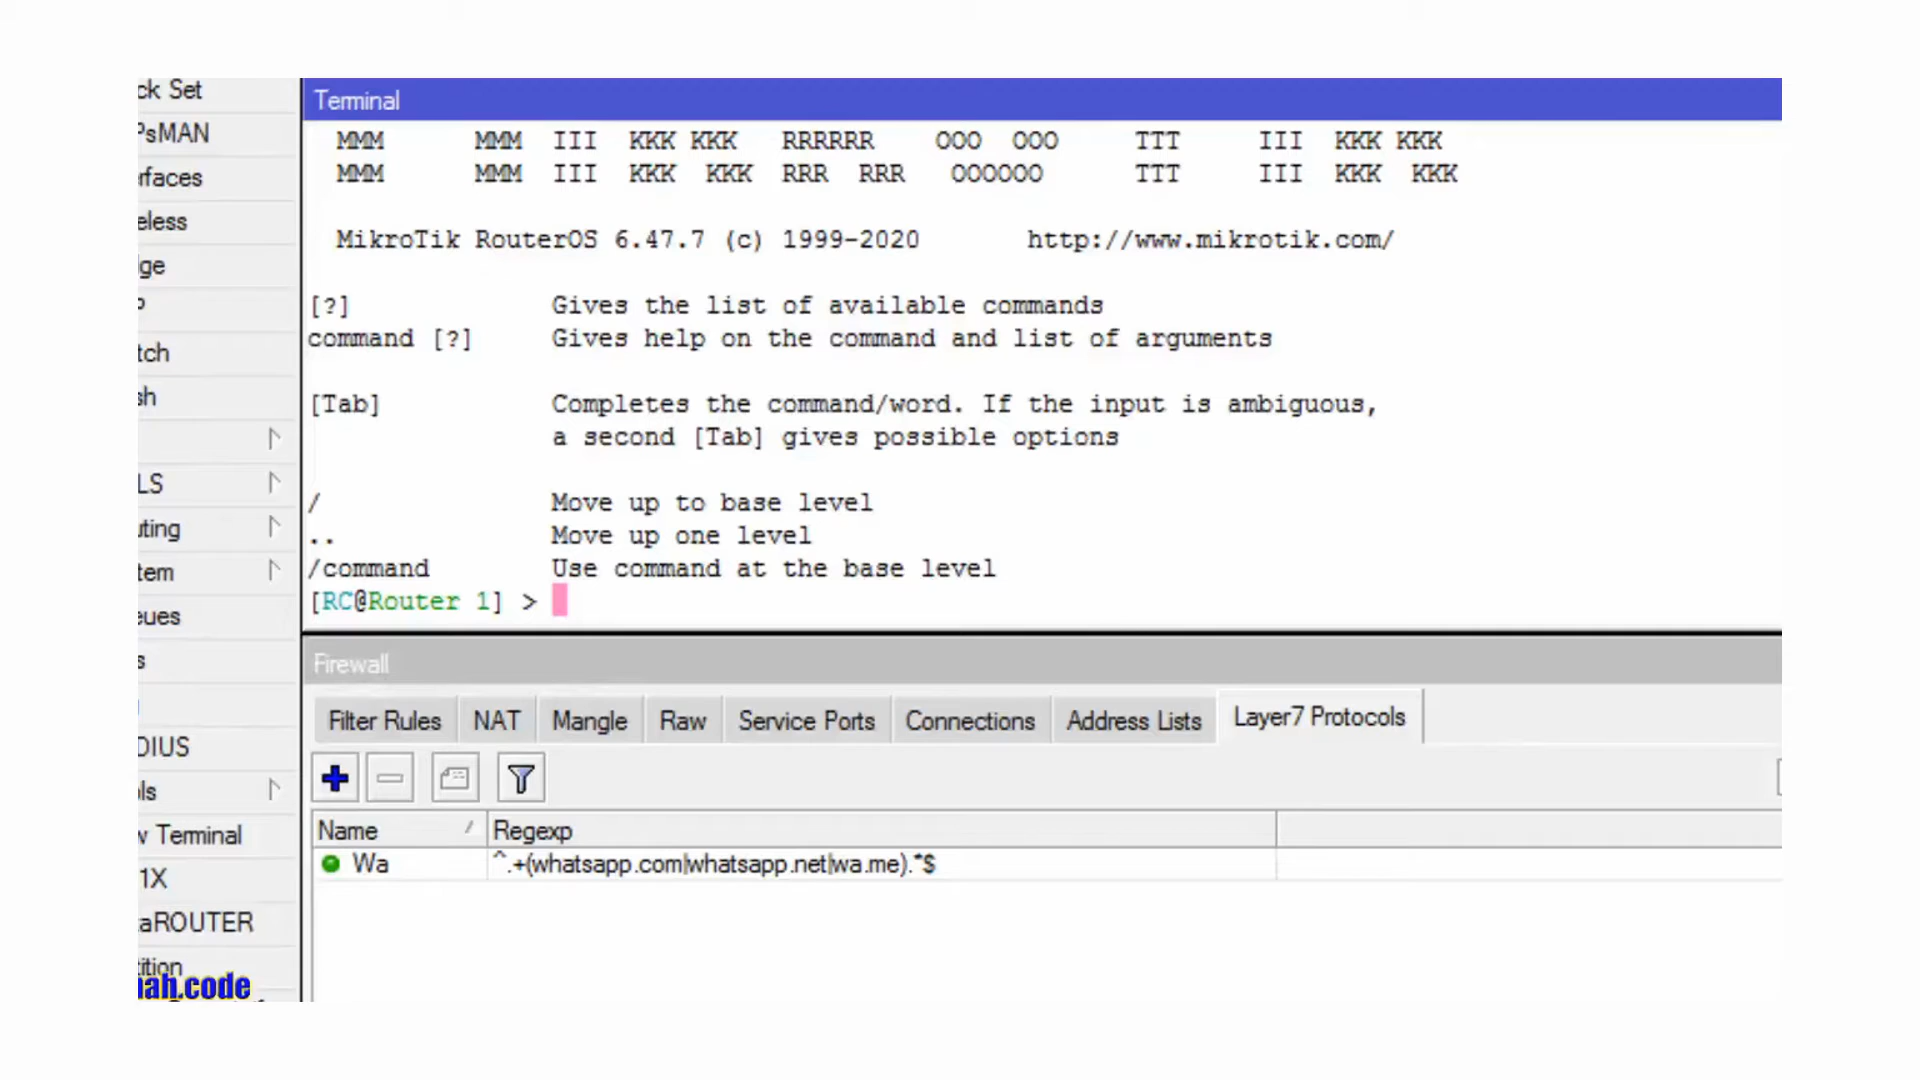 ck Set
PsMAN
rfaces
eless
ge
P
tch
sh
LS
uting
tem
eues
s
DIUS
ls
v Terminal
1X
aROUTER
tition
nah.code
Terminal
MMM MMM III KKK KKK RRRRRR OOO OOO TTT III KKK KKK
MMM MMM III KKK KKK RRR RRR OOOOOO TTT III KKK KKK
MikroTik RouterOS 6.47.7 (c) 1999-2020 http://www.mikrotik.com/
[?] Gives the list of available commands
command [?] Gives help on the command and list of arguments
[Tab] Completes the command/word. If the input is ambiguous,
a second [Tab] gives possible options
/ Move up to base level
.. Move up one level
/command Use command at the base level
[RC@Router 1] >
Firewall
Filter Rules NAT Mangle Raw Service Ports Connections Address Lists Layer7 Protocols
Name / Regexp
Wa ^.+(whatsapp.com|whatsapp.net|wa.me).*$